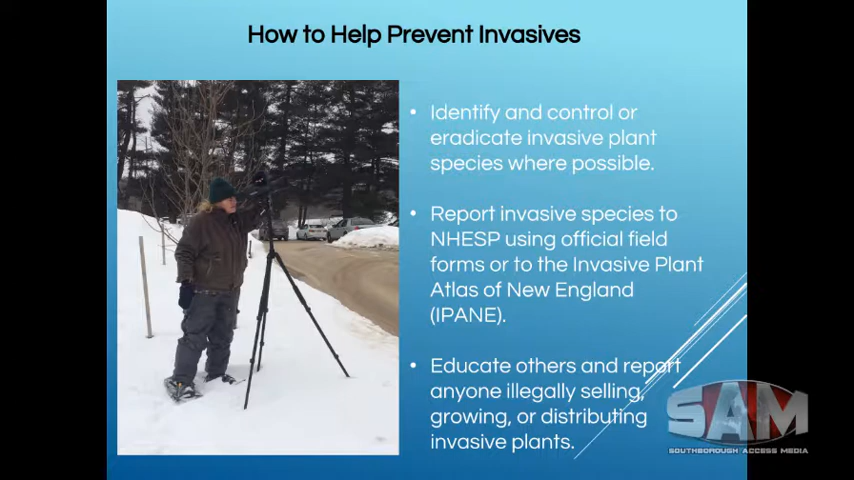 How to Help Prevent Invasives
• Identify and control or
eradicate invasive plant
species where possible.
• Report invasive species to
NHESP using official field
forms or to the Invasive Plant
Atlas of New England
(IPANE).
• Educate others and report
anyone illegally selling,
growing, or distributing
invasive plants.
SAM
SOUTHBOROUGH ACCESS MEDIA